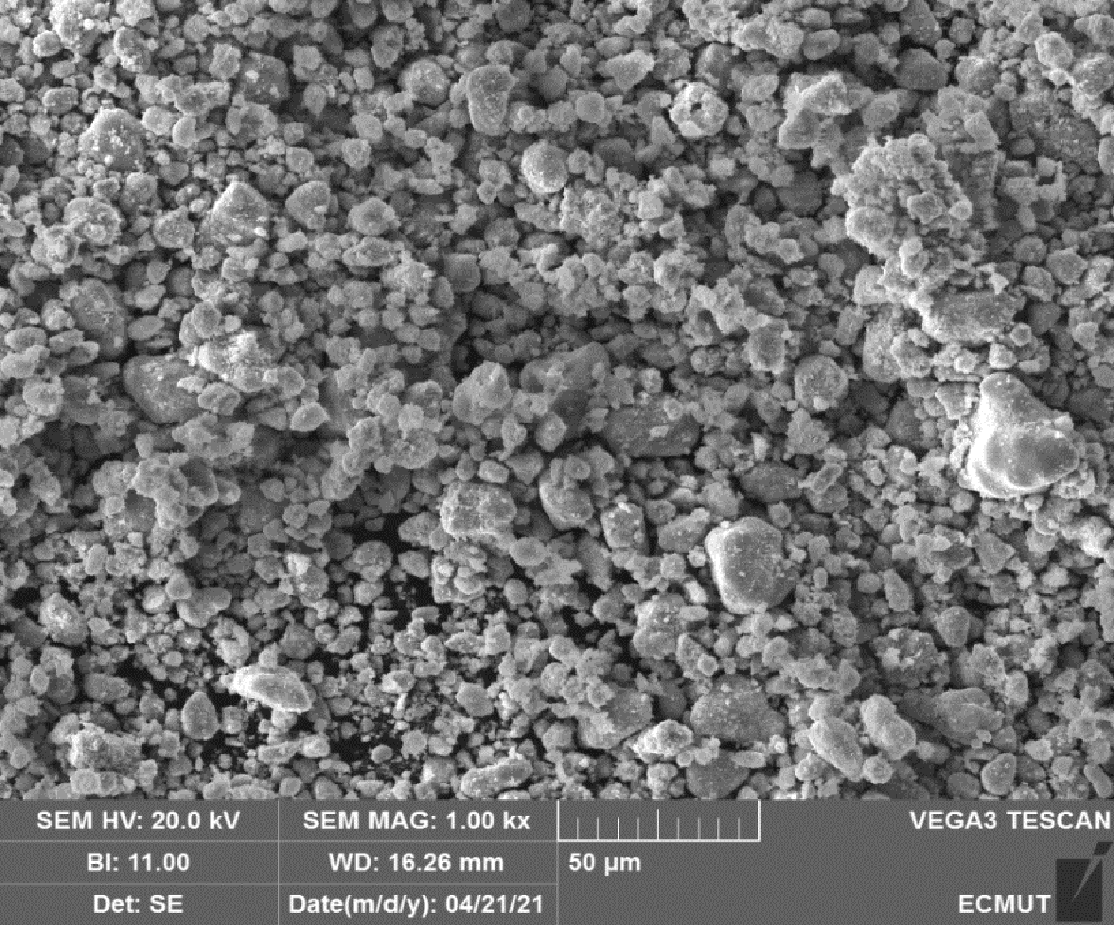 SEM HV: 20.0 kV
SEM MAG: 1.00 kx
VEGA3 TESCAN
BI: 11.00
WD: 16.26 mm
50 µm
Det: SE
Date(m/d/y): 04/21/21
ECMUT